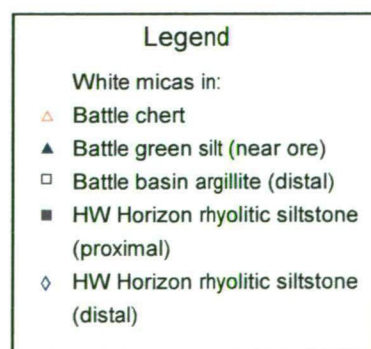 Legend
White micas in:
Battle chert
Battle green silt (near ore)
Battle basin argillite (distal)
HW Horizon rhyolitic siltstone
(proximal)
HW Horizon rhyolitic siltstone
(distal)